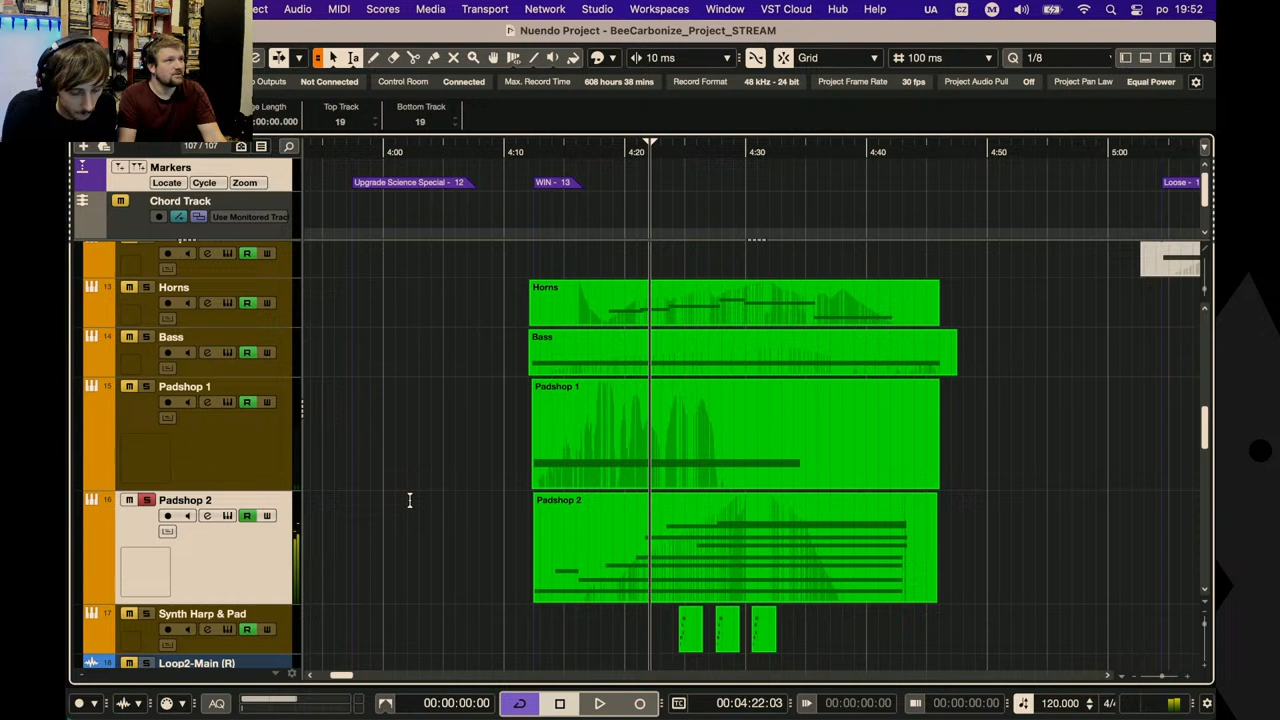 ect Audio MIDI Scores Media Transport Network Studio Workspaces Window VST Cloud Hub Help UA CZ M po 19:52
Nuendo Project - BeeCarbonize_Project_STREAM
10 ms Grid 100 ms Q 1/8
o Outputs Not Connected Control Room Connected Max. Record Time 608 hours 38 mins Record Format 48 kHz - 24 bit Project Frame Rate 30 fps Project Audio Pull Off Project Pan Law Equal Power
ge Length Top Track Bottom Track
00.000 19 19
107 / 107
4:00 4:10 4:20 4:30 4:40 4:50 5:00
Markers
Locate Cycle Zoom
Upgrade Science Special - 12 WIN - 13 Loose - 1
Chord Track
Use Monitored Trac
R W
13 M S Horns Horns
R W
14 M S Bass Bass
R W
15 M S Padshop 1 Padshop 1
R W
16 M S Padshop 2 Padshop 2
R W
17 M S Synth Harp & Pad
R W
18 M S Loop2-Main (R)
AQ 00:00:00:00 TC 00:04:22:03 00:00:00:00 00:00:00:00 120.000 4/